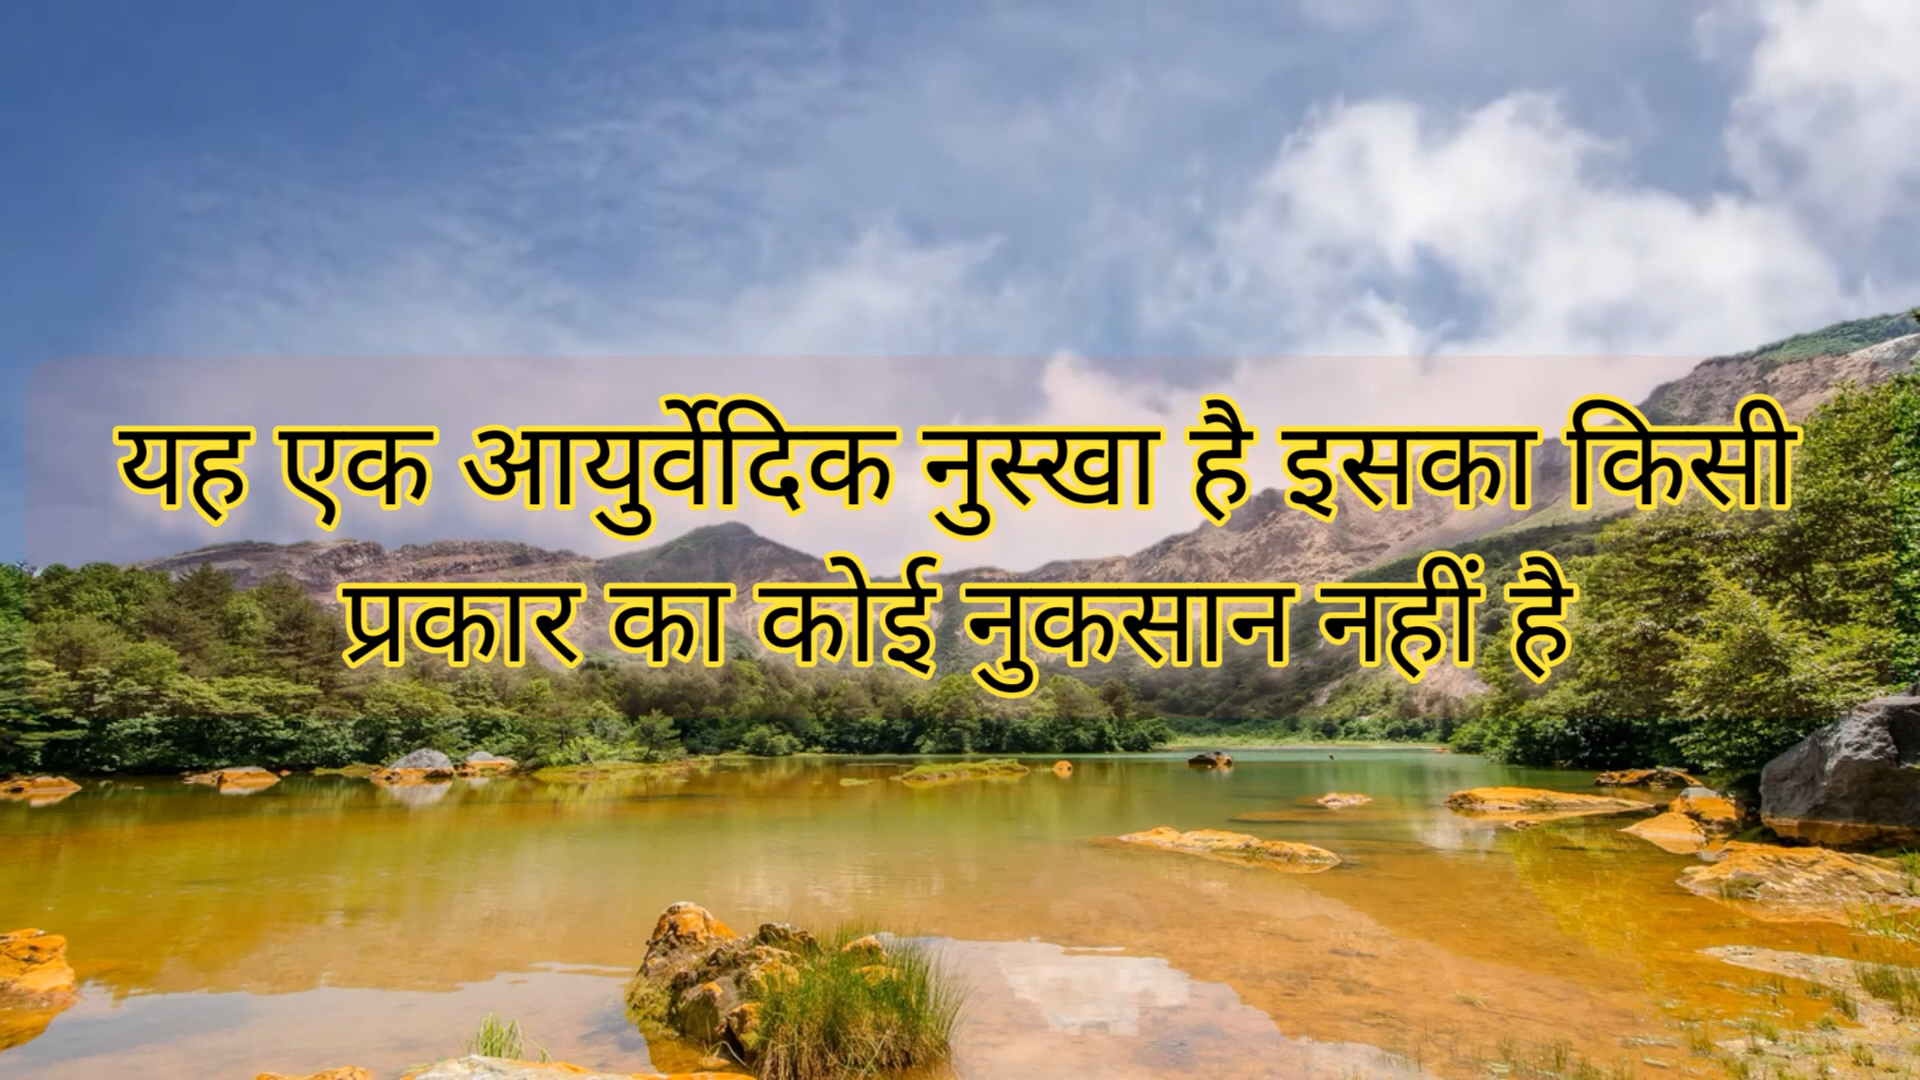 यह एक आयुर्वेदिक नुस्खा है इसका किसी
प्रकार का कोई नुकसान नहीं है